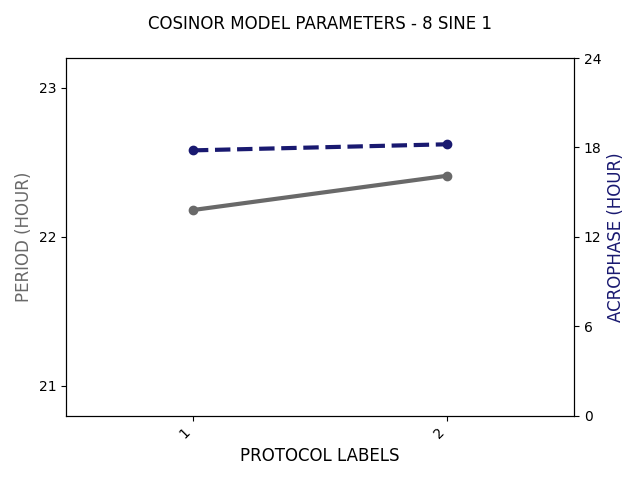 COSINOR MODEL PARAMETERS - 8 SINE 1
23
22
21
PERIOD (HOUR)
24
18
12
6
0
ACROPHASE (HOUR)
1
2
PROTOCOL LABELS